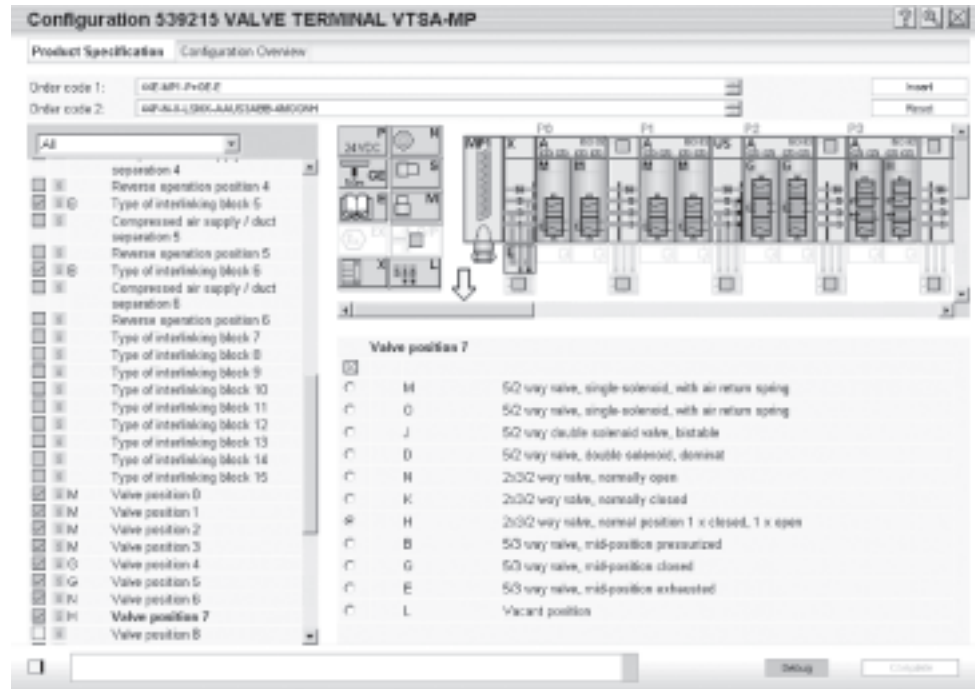 Configuration 539215 VALVE TERMINAL VTSA-MP
Product Specification Configuration Overview
Order code 1: Insert
Order code 2: Reset
All
separation 4
Reverse operation position 4
B Type of interlinking block 5
Compressed air supply / duct
separation 5
Reverse operation position 5
B Type of interlinking block 6
Compressed air supply / duct
separation 6
Reverse operation position 6
Type of interlinking block 7
Type of interlinking block 8
Type of interlinking block 9
Type of interlinking block 10
Type of interlinking block 11
Type of interlinking block 12
Type of interlinking block 13
Type of interlinking block 14
Type of interlinking block 15
M Valve position 0
M Valve position 1
M Valve position 2
M Valve position 3
G Valve position 4
G Valve position 5
N Valve position 6
H Valve position 7
Valve position 8
P N
24VDC
S
GE
E M
X L
P0 P1 P2 P3
MP1 X A A US A A
M M M M G G N H
Valve position 7
M 5/2 way valve, single-solenoid, with air return spring
O 5/2 way valve, single-solenoid, with air return spring
J 5/2 way double solenoid valve, bistable
D 5/2 way valve, double solenoid, dominat
N 2x3/2 way valve, normally open
K 2x3/2 way valve, normally closed
H 2x3/2 way valve, normal position 1 x closed, 1 x open
B 5/3 way valve, mid-position pressurized
G 5/3 way valve, mid-position closed
E 5/3 way valve, mid-position exhausted
L Vacant position
Debug Complete